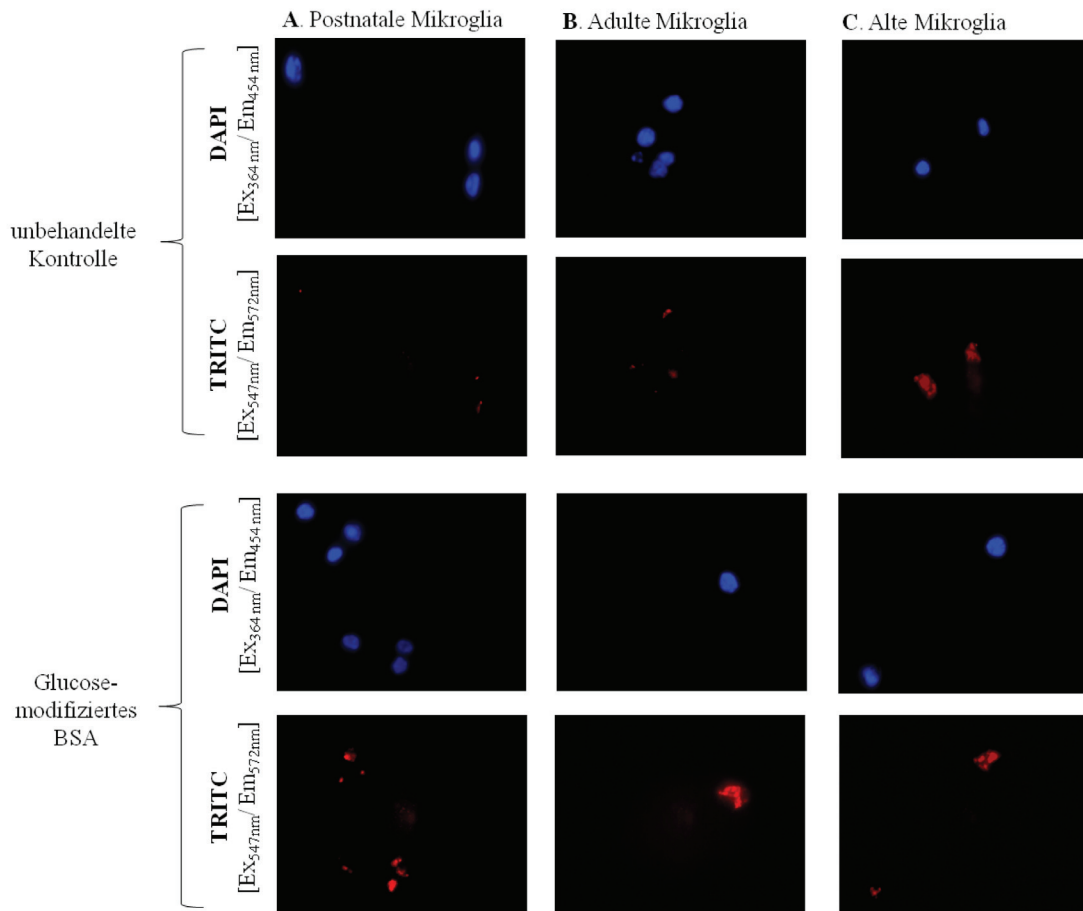 A. Postnatale Mikroglia
B. Adulte Mikroglia
C. Alte Mikroglia
unbehandelte
Kontrolle
DAPI
[Ex364 nm/ Em454 nm]
TRITC
[Ex547nm/ Em572nm]
Glucose-
modifiziertes
BSA
DAPI
[Ex364 nm/ Em454 nm]
TRITC
[Ex547nm/ Em572nm]